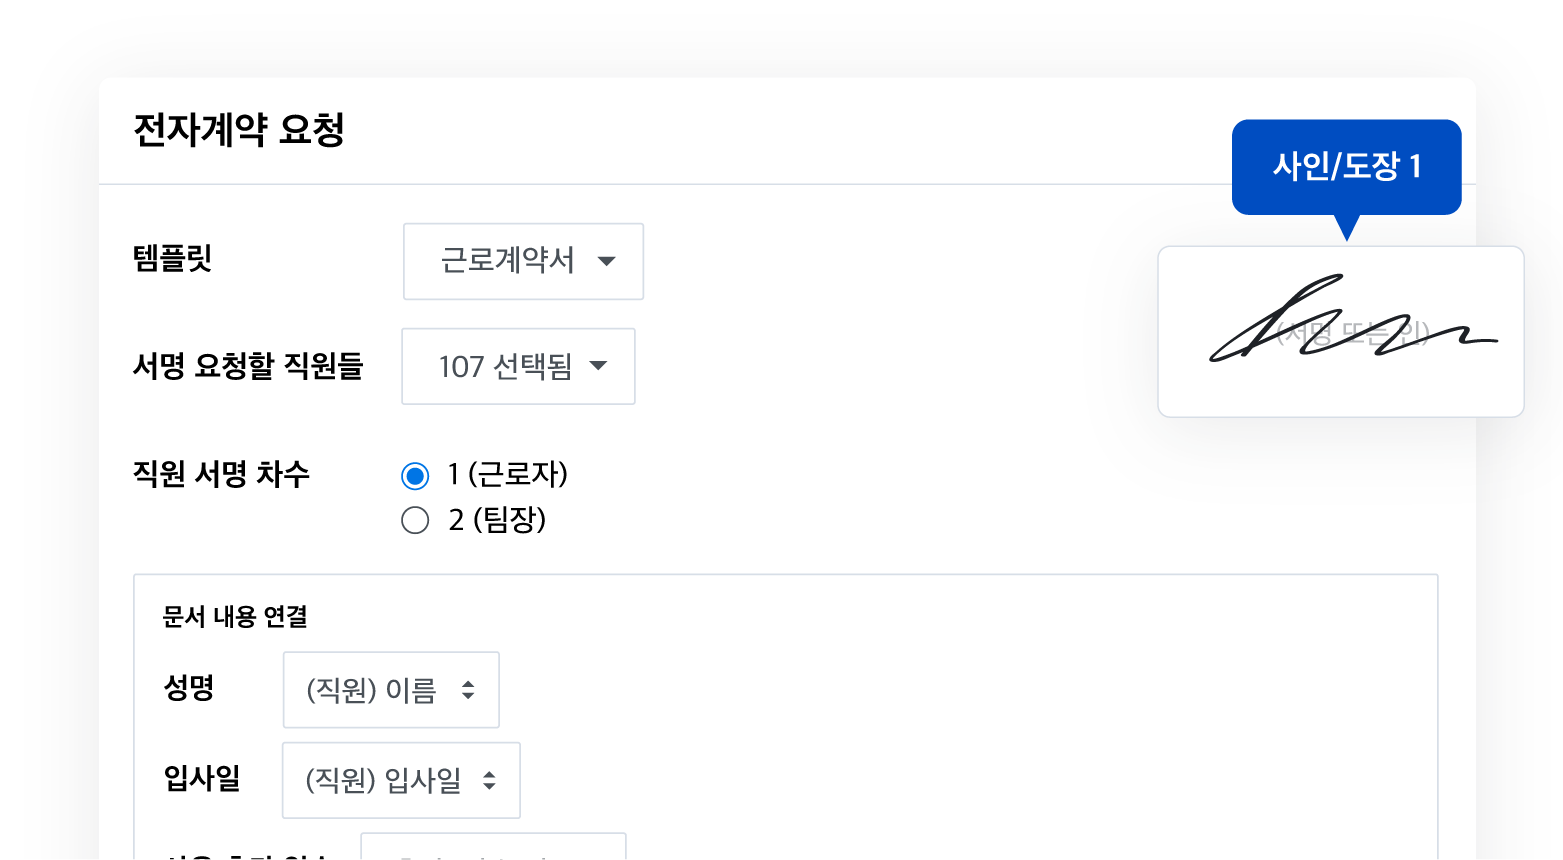 전자계약 요청
사인/도장 1
템플릿 근로계약서
(서명 또는 인)
서명 요청할 직원들 107 선택됨
직원 서명 차수 1 (근로자)
2 (팀장)
문서 내용 연결
성명 (직원) 이름
입사일 (직원) 입사일